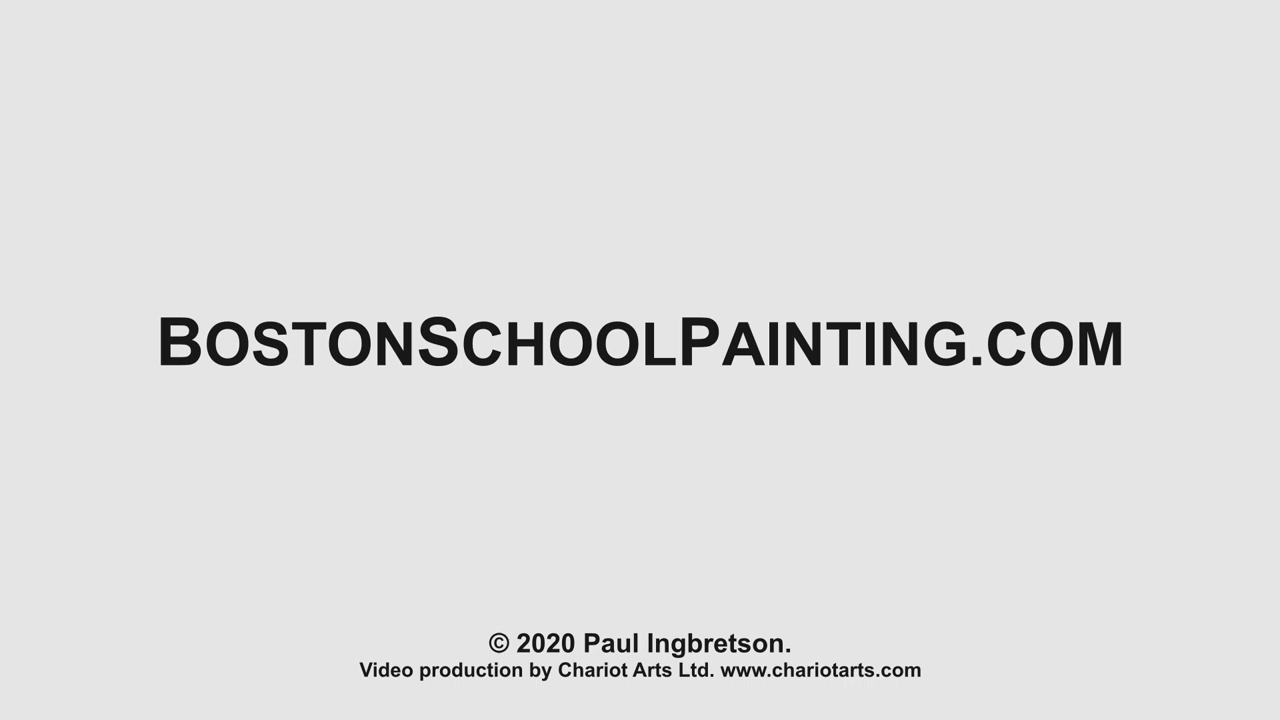 BOSTONSCHOOLPAINTING.COM
© 2020 Paul Ingbretson.
Video production by Chariot Arts Ltd. www.chariotarts.com